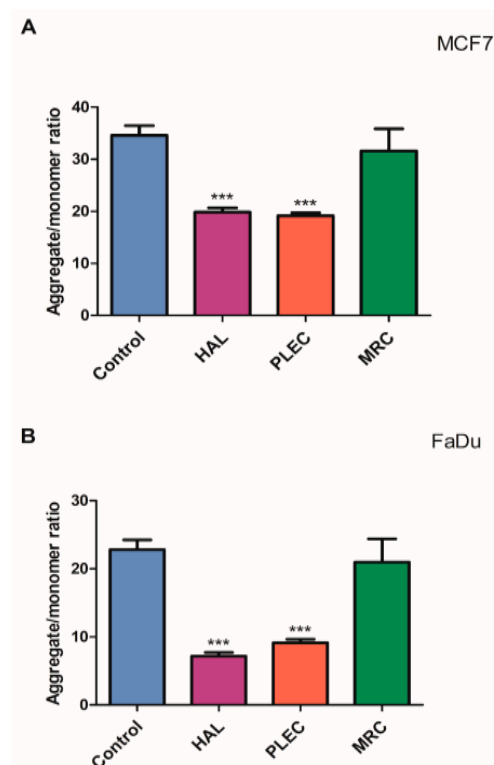 A
MCF7
Aggregate/monomer ratio
40
30
20
10
0
***
***
Control
HAL
PLEC
MRC
B
FaDu
Aggregate/monomer ratio
30
20
10
0
***
***
Control
HAL
PLEC
MRC